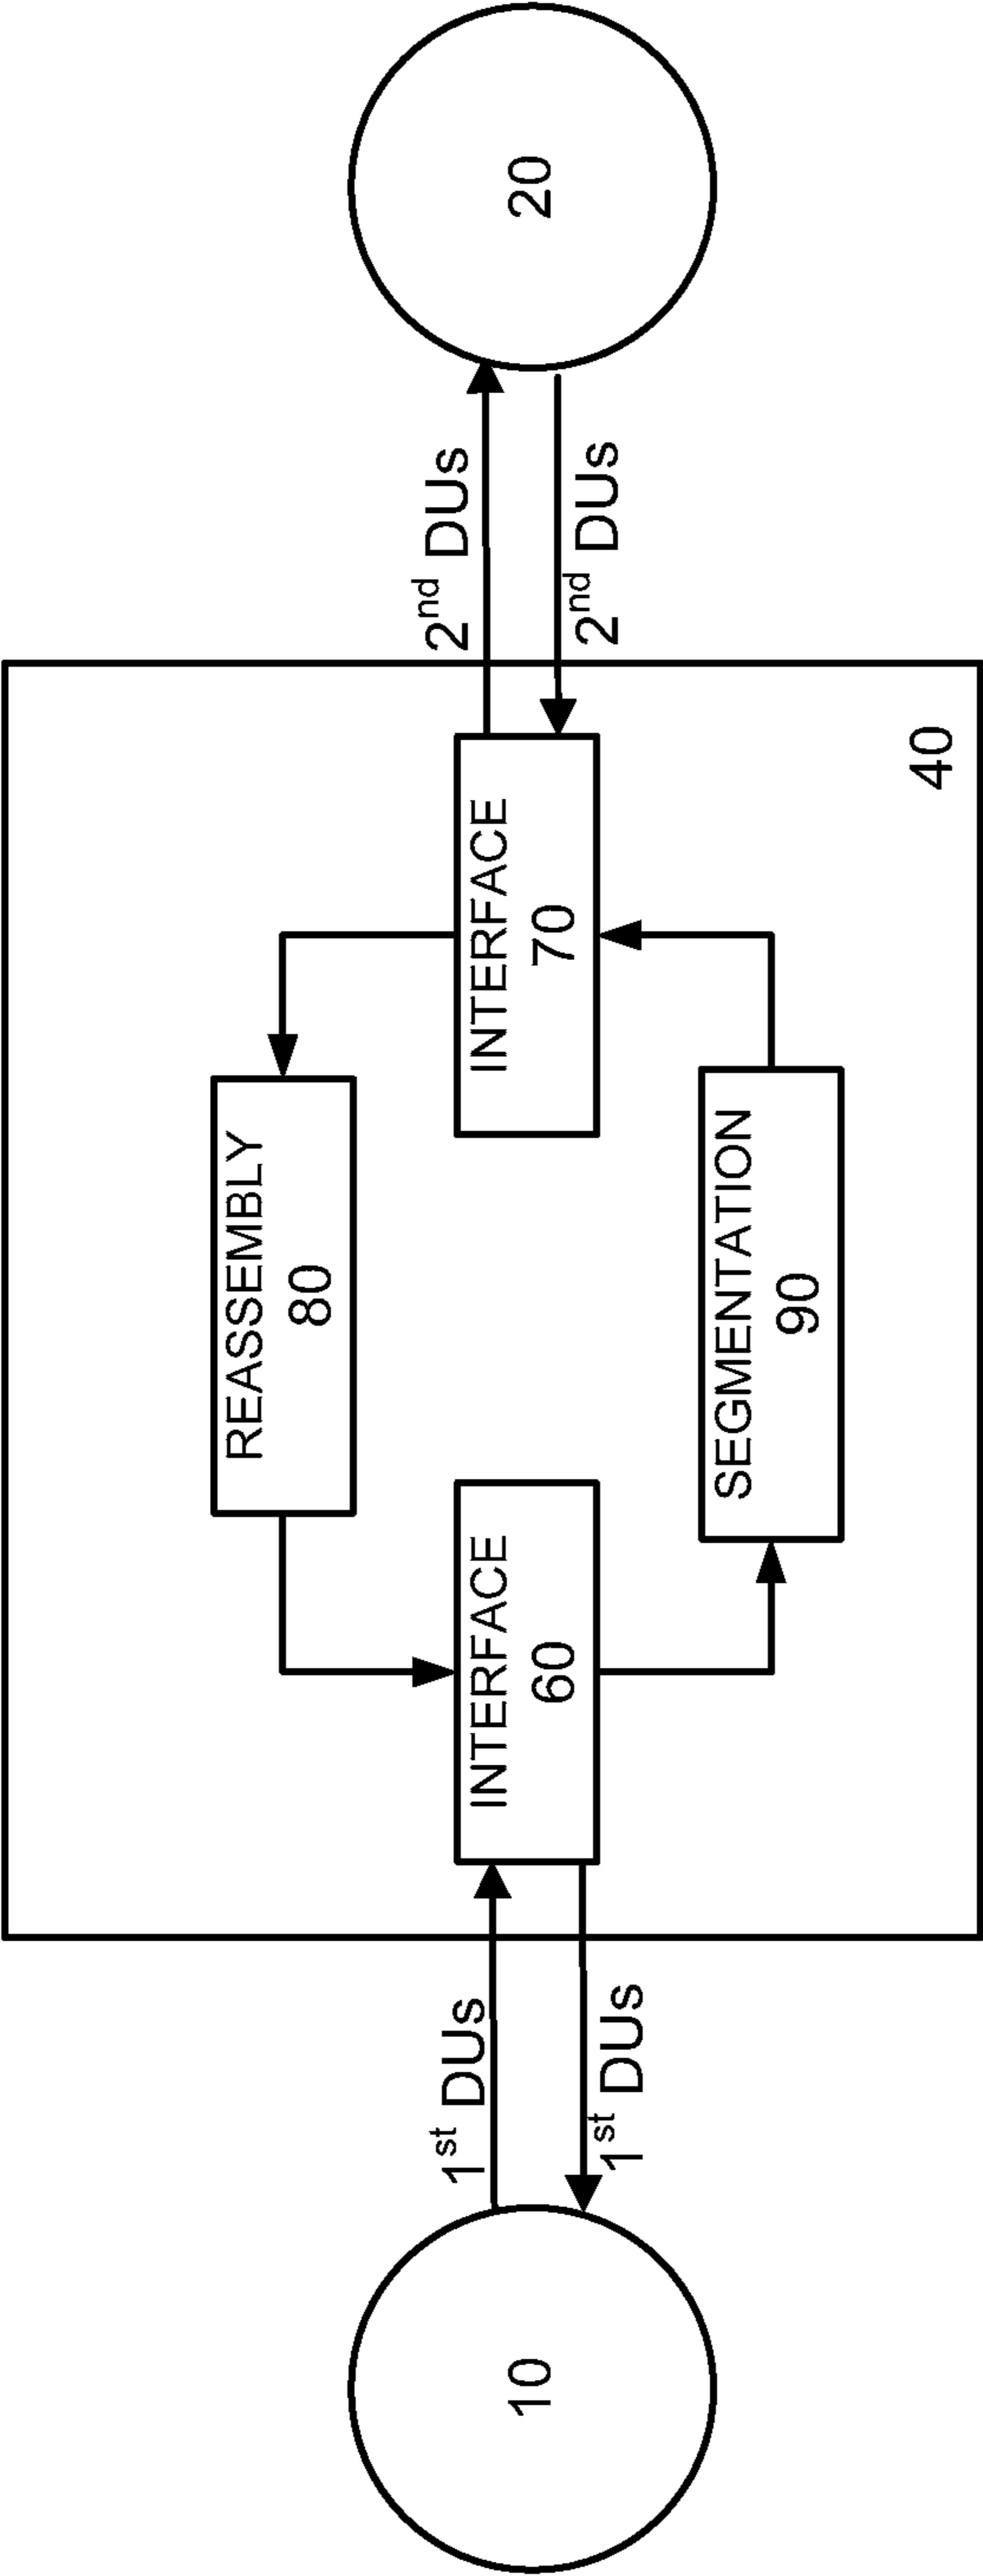 REASSEMBLY
80
1st DUs
2nd DUs
10
INTERFACE
60
INTERFACE
70
20
1st DUs
2nd DUs
SEGMENTATION
90
40